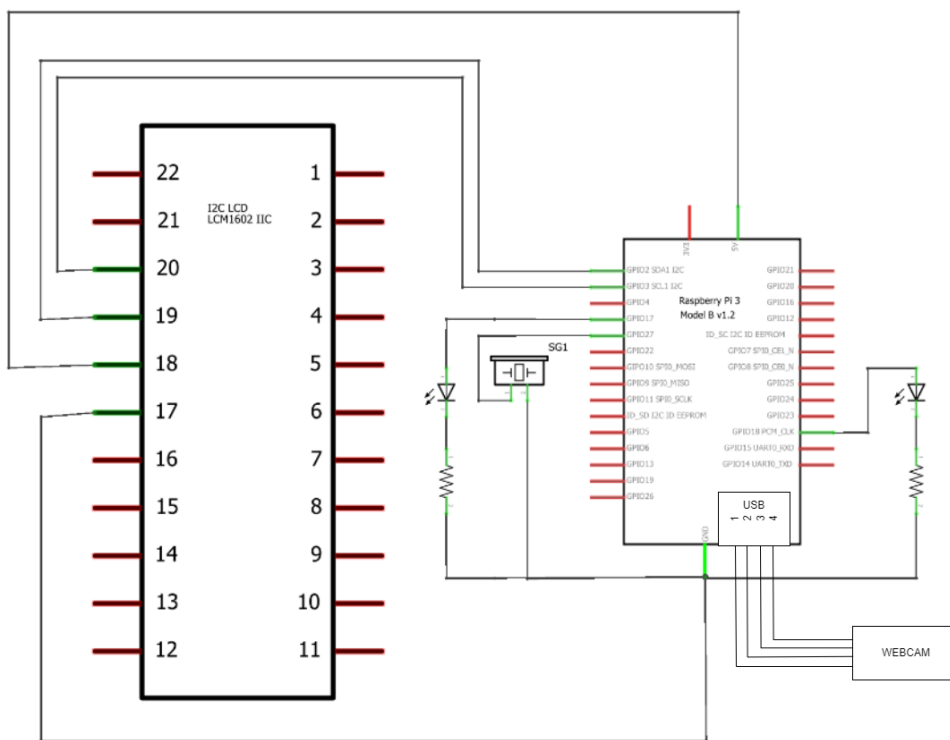 22
21
20
19
18
17
16
15
14
13
12
I2C LCD
LCM1602 IIC
1
2
3
4
5
6
7
8
9
10
11
SG1
1
2
1
2
3V3
5V
GPIO2 SDA1 I2C
GPIO3 SCL1 I2C
GPIO4
GPIO17
GPIO27
GPIO22
GPIO10 SPI0_MOSI
GPIO9 SPI0_MISO
GPIO11 SPI0_SCLK
ID_SD I2C ID EEPROM
GPIO5
GPIO6
GPIO13
GPIO19
GPIO26
Raspberry Pi 3
Model B v1.2
GPIO21
GPIO20
GPIO16
GPIO12
ID_SC I2C ID EEPROM
GPIO7 SPI0_CE1_N
GPIO8 SPI0_CE0_N
GPIO25
GPIO24
GPIO23
GPIO18 PCM_CLK
GPIO15 UART0_RXD
GPIO14 UART0_TXD
GND
USB
1 2 3 4
WEBCAM